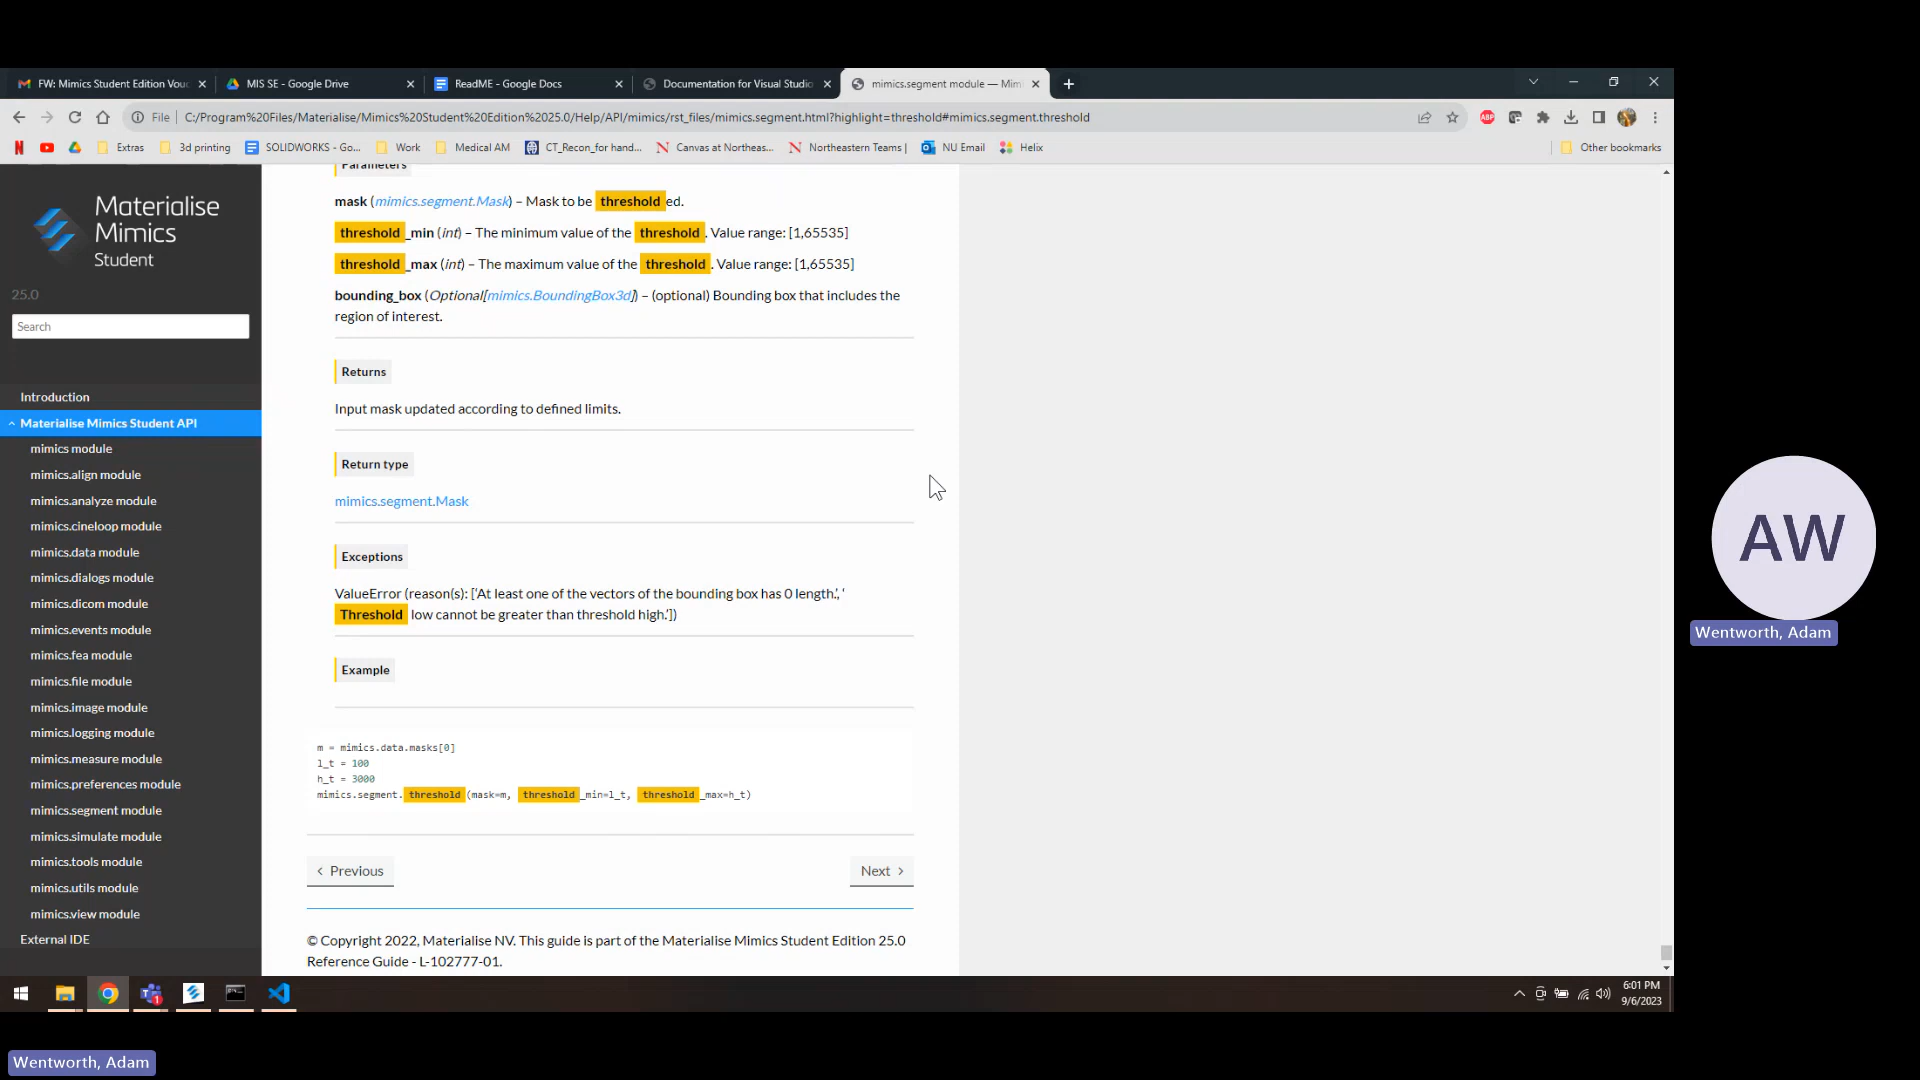 FW: Mimics Student Edition Vou
MIS SE - Google Drive
ReadME - Google Docs
Documentation for Visual Studio
mimics.segment module — Mim
File
C:/Program%20Files/Materialise/Mimics%20Student%20Edition%2025.0/Help/API/mimics/rst_files/mimics.segment.html?highlight=threshold#mimics.segment.threshold
ABP
Extras
3d printing
SOLIDWORKS - Go...
Work
Medical AM
CT_Recon_for hand...
Canvas at Northeas...
Northeastern Teams |
NU Email
Helix
Other bookmarks
Materialise
Mimics
Student
25.0
Search
Introduction
Materialise Mimics Student API
mimics module
mimics.align module
mimics.analyze module
mimics.cineloop module
mimics.data module
mimics.dialogs module
mimics.dicom module
mimics.events module
mimics.fea module
mimics.file module
mimics.image module
mimics.logging module
mimics.measure module
mimics.preferences module
mimics.segment module
mimics.simulate module
mimics.tools module
mimics.utils module
mimics.view module
External IDE
Parameters
mask (mimics.segment.Mask) – Mask to be thresholded.
threshold_min (int) – The minimum value of the threshold. Value range: [1,65535]
threshold_max (int) – The maximum value of the threshold. Value range: [1,65535]
bounding_box (Optional[mimics.BoundingBox3d]) – (optional) Bounding box that includes the
region of interest.
Returns
Input mask updated according to defined limits.
Return type
mimics.segment.Mask
Exceptions
ValueError (reason(s): ['At least one of the vectors of the bounding box has 0 length.', '
Threshold low cannot be greater than threshold high.'])
Example
m = mimics.data.masks[0]
l_t = 100
h_t = 3000
mimics.segment.threshold(mask=m, threshold_min=l_t, threshold_max=h_t)
Previous
Next
© Copyright 2022, Materialise NV. This guide is part of the Materialise Mimics Student Edition 25.0
Reference Guide - L-102777-01.
6:01 PM
9/6/2023
AW
Wentworth, Adam
Wentworth, Adam